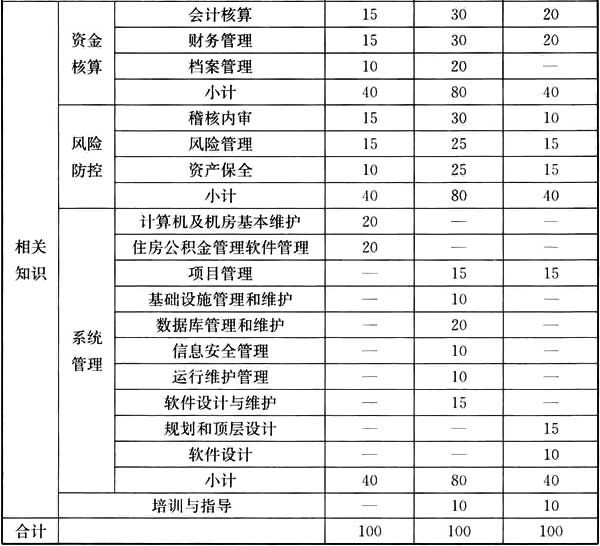 相关知识
资金核算
会计核算 15 30 20
财务管理 15 30 20
档案管理 10 20 —
小计 40 80 40
风险防控
稽核内审 15 30 10
风险管理 15 25 15
资产保全 10 25 15
小计 40 80 40
系统管理
计算机及机房基本维护 20 — —
住房公积金管理软件管理 20 — —
项目管理 — 15 15
基础设施管理和维护 — 10 —
数据库管理和维护 — 20 —
信息安全管理 — 10 —
运行维护管理 — 10 —
软件设计与维护 — 15 —
规划和顶层设计 — — 15
软件设计 — — 10
小计 40 80 40
培训与指导 — 10 10
合计 100 100 100